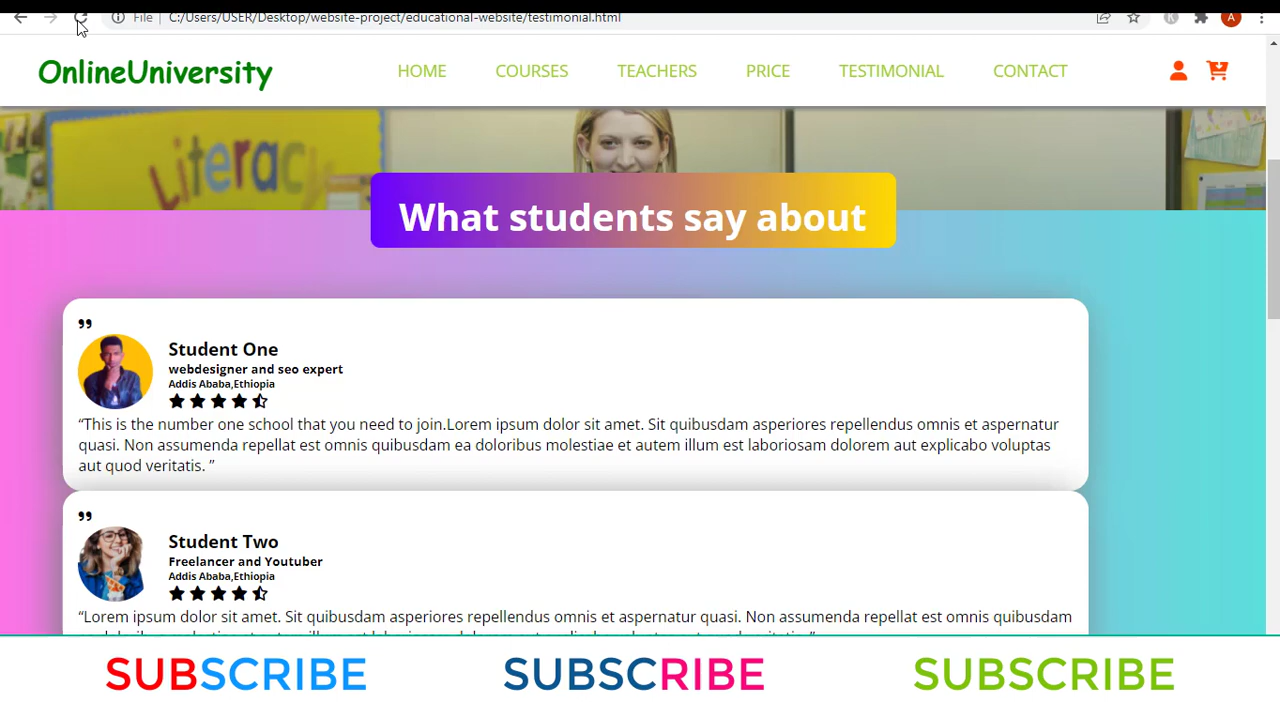 File | C:/Users/USER/Desktop/website-project/educational-website/testimonial.html
A
OnlineUniversity HOME COURSES TEACHERS PRICE TESTIMONIAL CONTACT
Literacy
What students say about
Student One
webdesigner and seo expert
Addis Ababa,Ethiopia
“This is the number one school that you need to join.Lorem ipsum dolor sit amet. Sit quibusdam asperiores repellendus omnis et aspernatur
quasi. Non assumenda repellat est omnis quibusdam ea doloribus molestiae et autem illum est laboriosam dolorem aut explicabo voluptas
aut quod veritatis. ”
Student Two
Freelancer and Youtuber
Addis Ababa,Ethiopia
“Lorem ipsum dolor sit amet. Sit quibusdam asperiores repellendus omnis et aspernatur quasi. Non assumenda repellat est omnis quibusdam
SUBSCRIBE SUBSCRIBE SUBSCRIBE